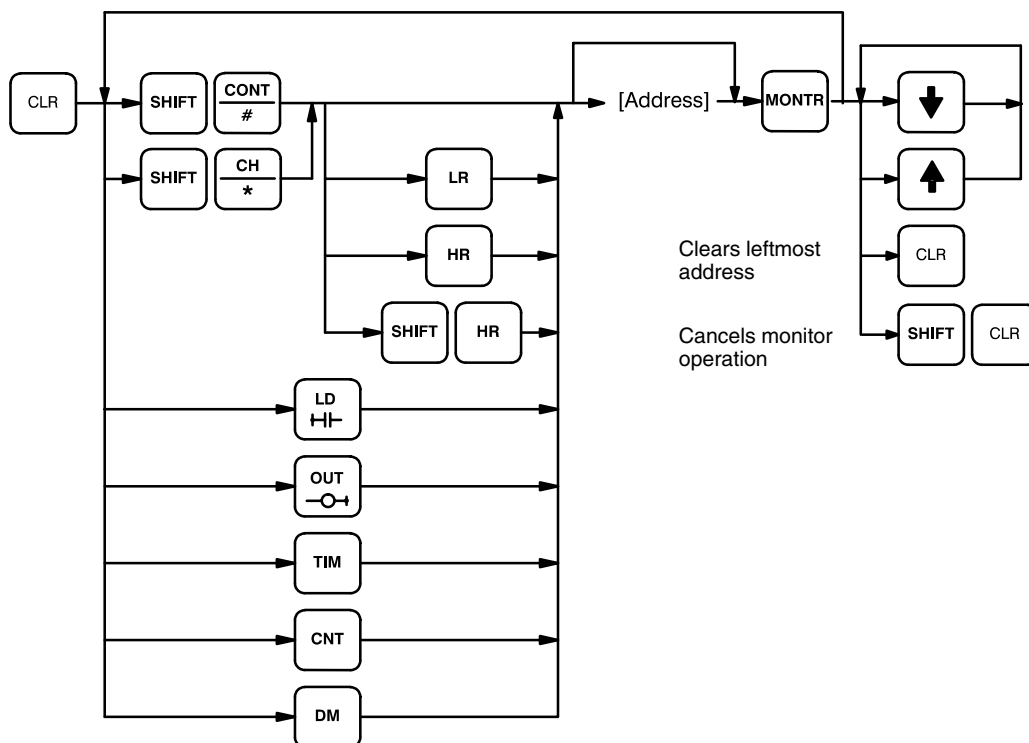 CLR SHIFT CONT # [Address] MONTR
SHIFT CH * LR
HR
Clears leftmost address CLR
SHIFT HR
Cancels monitor operation SHIFT CLR
LD
OUT
TIM
CNT
DM